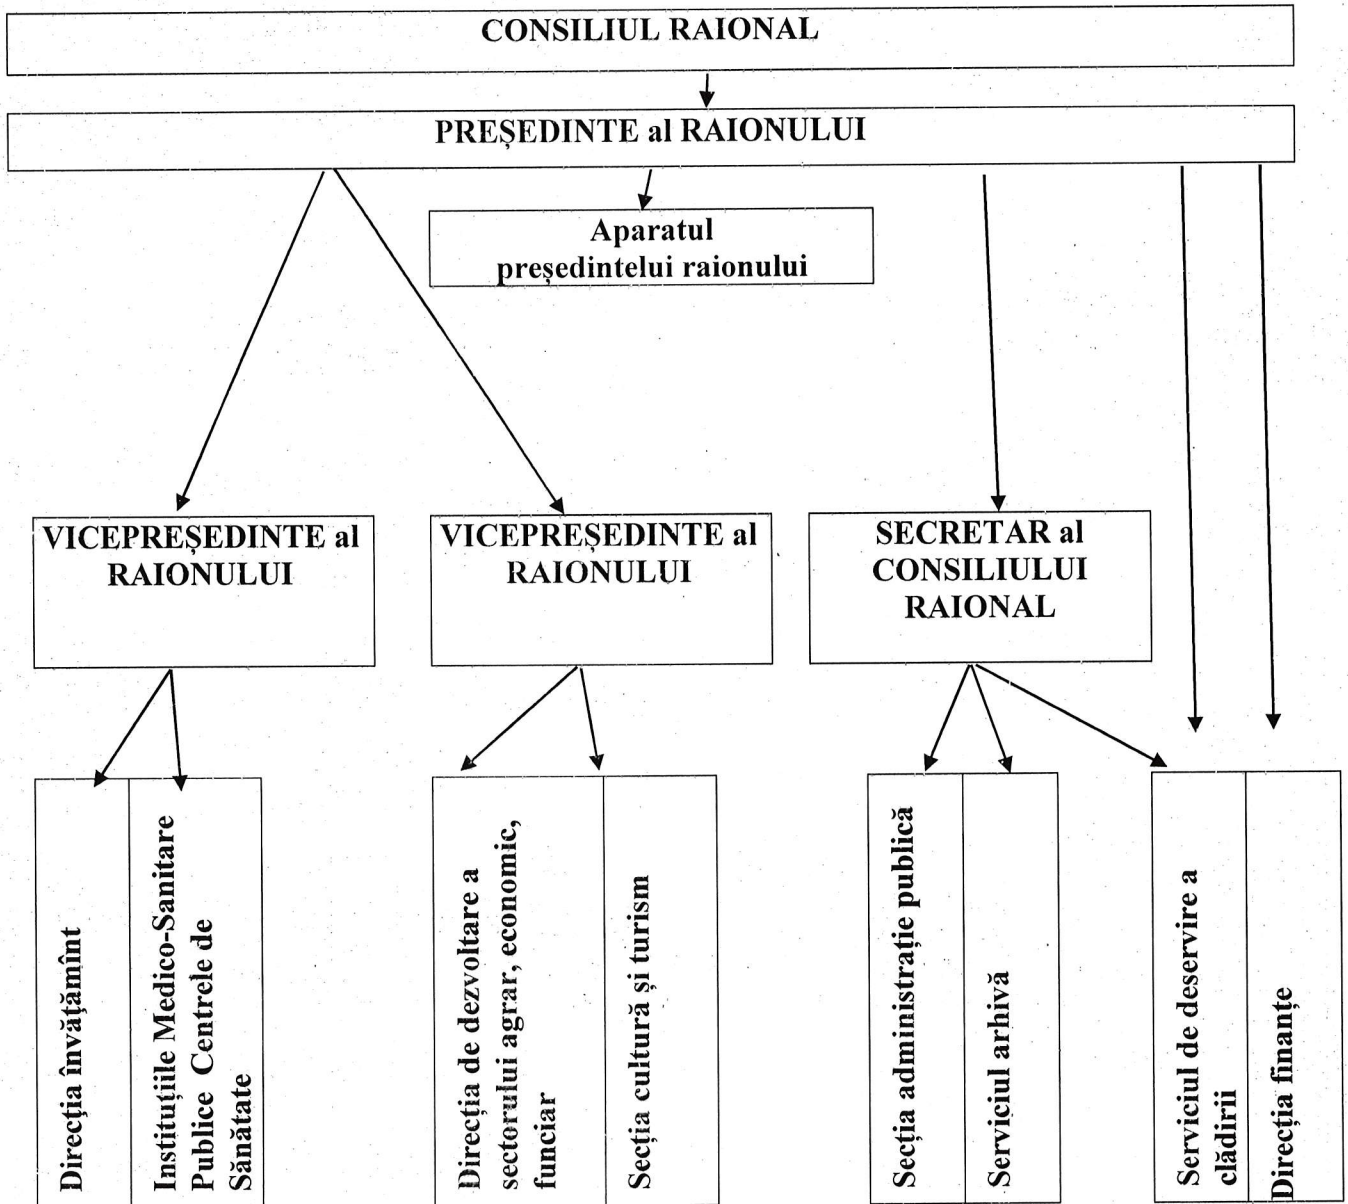 CONSILIUL RAIONAL
PREȘEDINTE al RAIONULUI
Aparatul
președintelui raionului
VICEPREȘEDINTE al
RAIONULUI
VICEPREȘEDINTE al
RAIONULUI
SECRETAR al
CONSILIULUI
RAIONAL
Direcția învățămînt
Instituțiile Medico-Sanitare
Publice Centrele de
Sănătate
Direcția de dezvoltare a
sectorului agrar, economic,
funciar
Secția cultură și turism
Secția administrație publică
Serviciul arhivă
Serviciul de deservire a
clădirii
Direcția finanțe